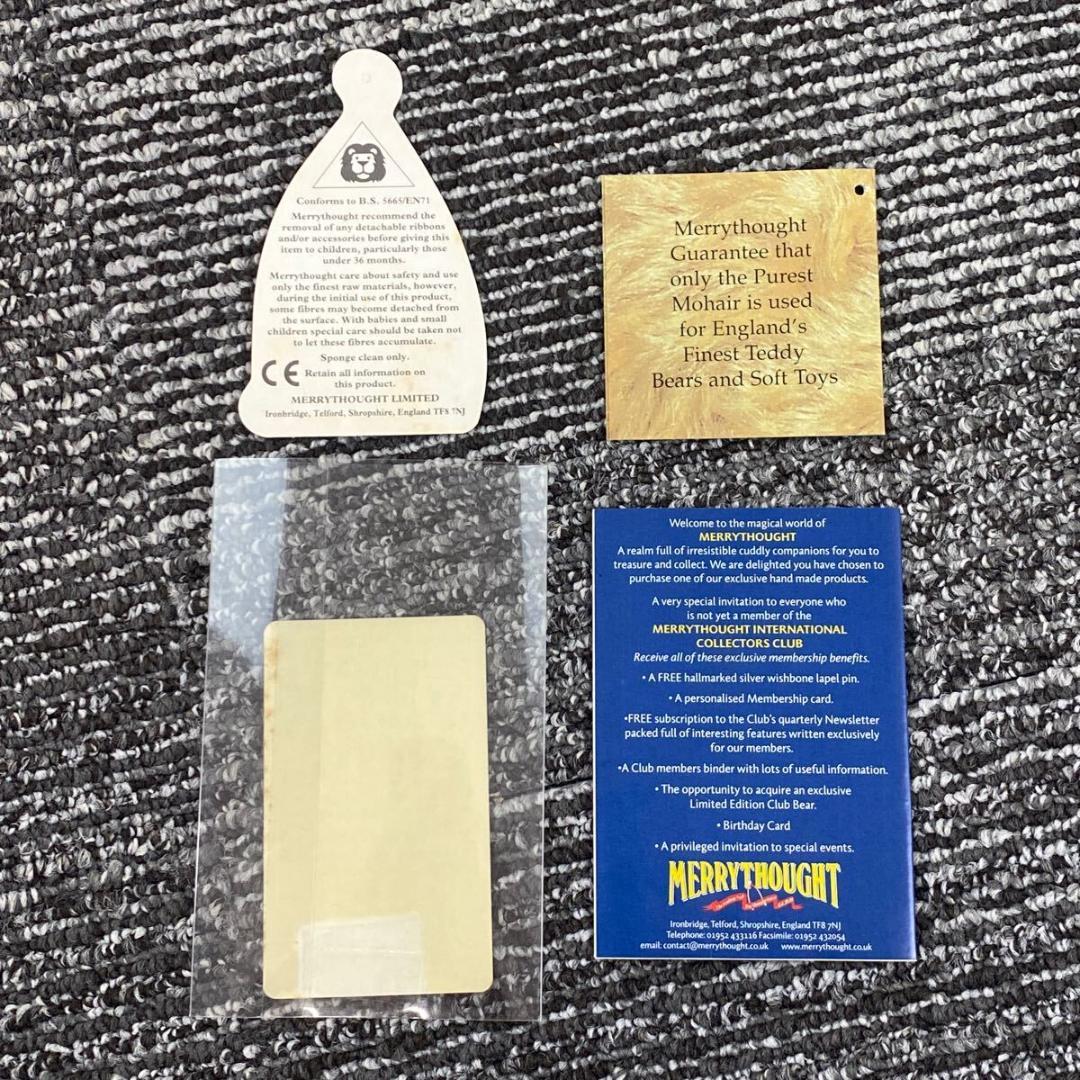 Conforms to B.S. 5665/EN71
Merrythought recommend the
removal of any detachable ribbons
and/or accessories before giving this
item to children, particularly those
under 36 months.
Merrythought care about safety and use
only the finest raw materials, however,
during the initial use of this product,
some fibres may become detached from
the surface. With babies and small
children special care should be taken not
to let these fibres accumulate.
Sponge clean only.
CE Retain all information on
this product.
MERRYTHOUGHT LIMITED
Ironbridge, Telford, Shropshire, England TF8 7NJ
Merrythought
Guarantee that
only the Purest
Mohair is used
for England's
Finest Teddy
Bears and Soft Toys
Welcome to the magical world of
MERRYTHOUGHT
A realm full of irresistible cuddly companions for you to
treasure and collect. We are delighted you have chosen to
purchase one of our exclusive hand made products.
A very special invitation to everyone who
is not yet a member of the
MERRYTHOUGHT INTERNATIONAL
COLLECTORS CLUB
Receive all of these exclusive membership benefits.
• A FREE hallmarked silver wishbone lapel pin.
• A personalised Membership card.
•FREE subscription to the Club's quarterly Newsletter
packed full of interesting features written exclusively
for our members.
•A Club members binder with lots of useful information.
• The opportunity to acquire an exclusive
Limited Edition Club Bear.
• Birthday Card
• A privileged invitation to special events.
MERRYTHOUGHT
Ironbridge, Telford, Shropshire, England TF8 7NJ
Telephone: 01952 433116 Facsimile: 01952 432054
email: contact@merrythought.co.uk www.merrythought.co.uk